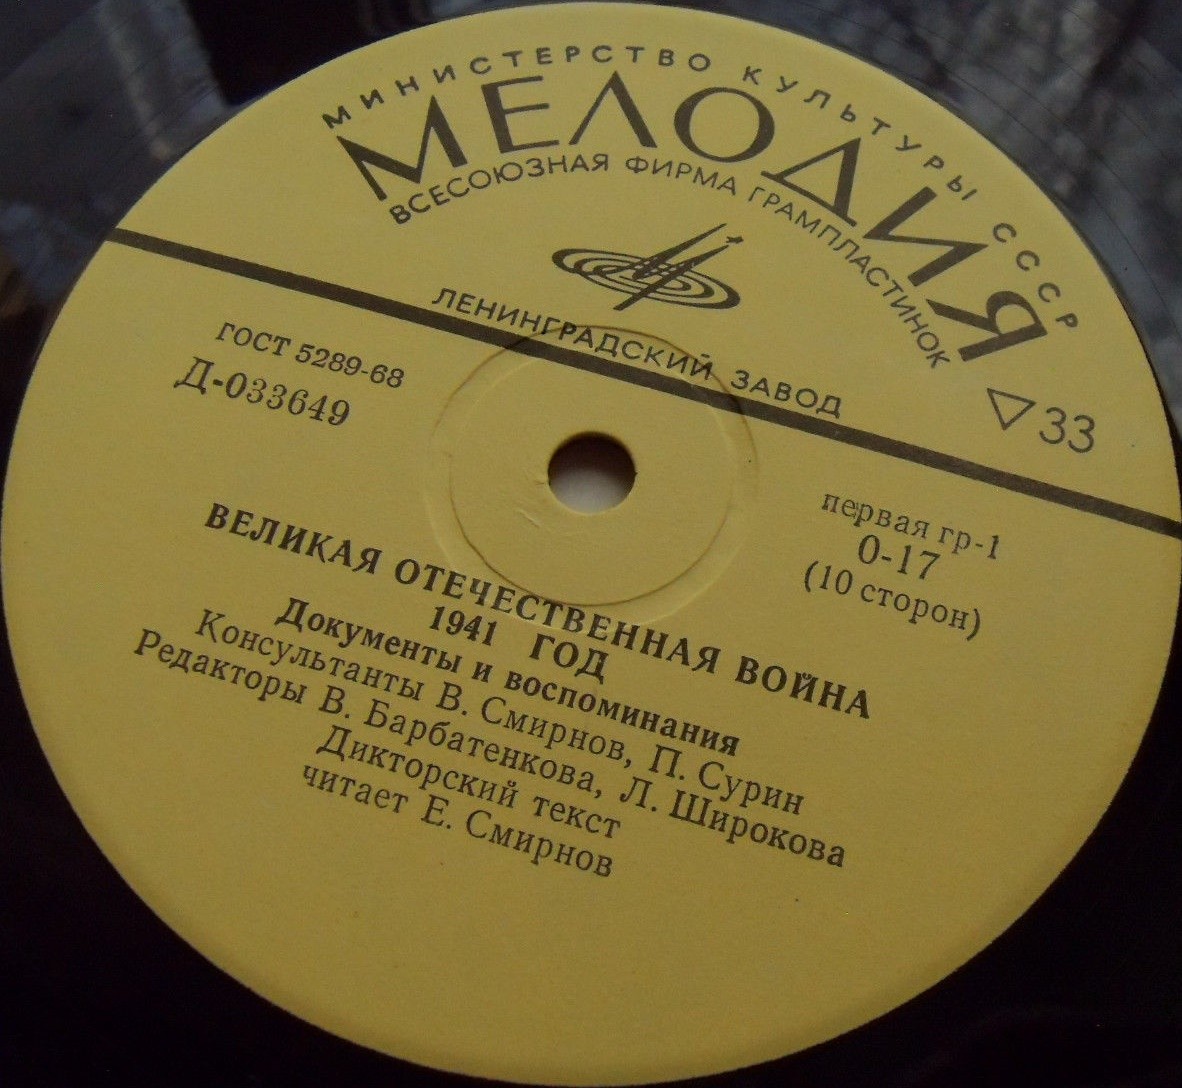 МИНИСТЕРСТВО КУЛЬТУРЫ СССР
МЕЛОДИЯ
ВСЕСОЮЗНАЯ ФИРМА ГРАМПЛАСТИНОК
ЛЕНИНГРАДСКИЙ ЗАВОД
33
ГОСТ 5289-68
Д-033649
первая гр-1
0-17
(10 сторон)
ВЕЛИКАЯ ОТЕЧЕСТВЕННАЯ ВОЙНА
1941 ГОД
Документы и воспоминания
Консультанты В. Смирнов, П. Сурин
Редакторы В. Барбатенкова, Л. Широкова
Дикторский текст
читает Е. Смирнов